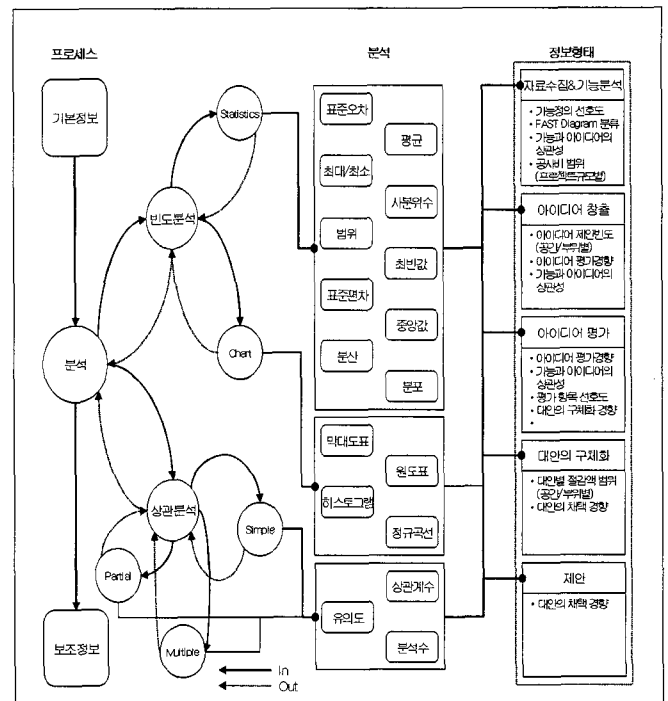 프로세스
분석
정보형태
기본정보
분석
보조정보
빈도분석
Statistics
Chart
상관분석
Simple
Partial
Multiple
In
Out
표준오차
평균
최대/최소
사분위수
범위
최빈값
표준편차
중앙값
분산
분포
막대도표
원도표
히스토그램
정규곡선
상관계수
유의도
분석수
자료수집&기능분석
• 기능정의 선호도
• FAST Diagram 분류
• 기능과 아이디어의
상관성
• 공사비 범위
(프로젝트규모별)
아이디어 창출
• 아이디어 제안빈도
(공간/부위별)
• 아이디어 평가경향
• 기능과 아이디어의
상관성
아이디어 평가
• 아이디어 평가경향
• 기능과 아이디어의
상관성
• 평가 항목 선호도
• 대안의 구체화 경향
•
대안의 구체화
• 대안별 절감액 범위
(공간/부위별)
• 대안의 채택 경향
제안
• 대안의 채택 경향